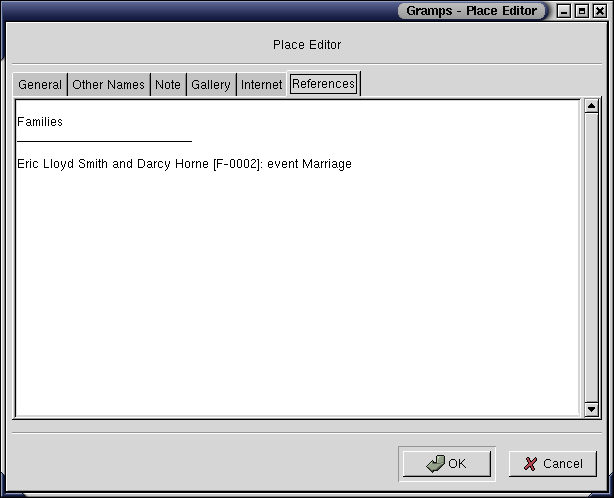 Gramps - Place Editor
Place Editor
General Other Names Note Gallery Internet References
Families
Eric Lloyd Smith and Darcy Horne [F-0002]: event Marriage
OK Cancel